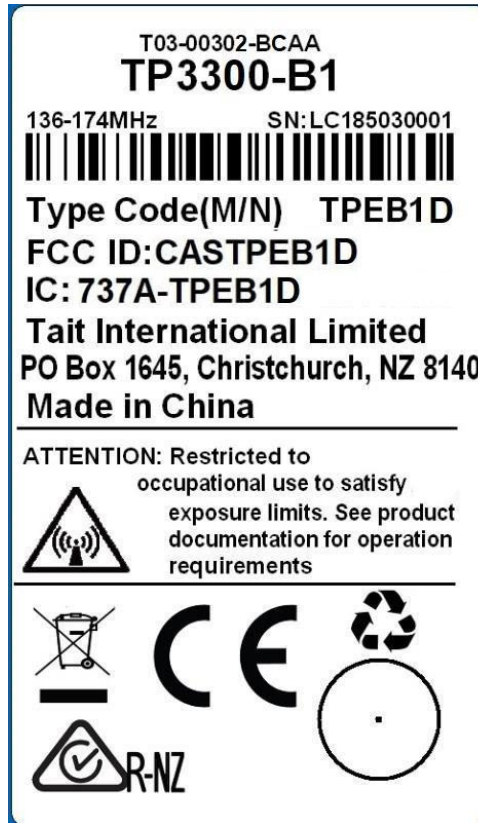 T03-00302-BCAA
TP3300-B1
136-174MHz SN:LC185030001
Type Code(M/N) TPEB1D
FCC ID:CASTPEB1D
IC: 737A-TPEB1D
Tait International Limited
PO Box 1645, Christchurch, NZ 8140
Made in China
ATTENTION: Restricted to
occupational use to satisfy
exposure limits. See product
documentation for operation
requirements
CE
R-NZ